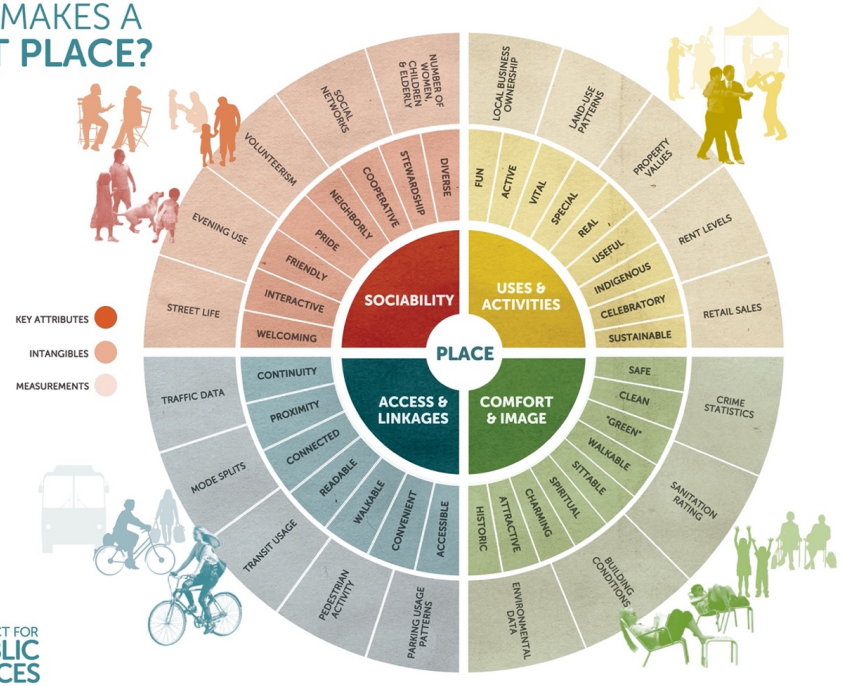 MAKES A
T PLACE?
NUMBER OF
WOMEN,
CHILDREN
& ELDERLY
SOCIAL
NETWORKS
VOLUNTEERISM
EVENING USE
STREET LIFE
LOCAL BUSINESS
OWNERSHIP
LAND-USE
PATTERNS
PROPERTY
VALUES
RENT LEVELS
RETAIL SALES
DIVERSE
STEWARDSHIP
COOPERATIVE
NEIGHBORLY
PRIDE
FRIENDLY
INTERACTIVE
WELCOMING
FUN
ACTIVE
VITAL
SPECIAL
REAL
USEFUL
INDIGENOUS
CELEBRATORY
SUSTAINABLE
SOCIABILITY
USES &
ACTIVITIES
PLACE
ACCESS &
LINKAGES
COMFORT
& IMAGE
KEY ATTRIBUTES
INTANGIBLES
MEASUREMENTS
CONTINUITY
PROXIMITY
CONNECTED
READABLE
WALKABLE
CONVENIENT
ACCESSIBLE
SAFE
CLEAN
"GREEN"
WALKABLE
SITTABLE
SPIRITUAL
CHARMING
ATTRACTIVE
HISTORIC
TRAFFIC DATA
MODE SPLITS
TRANSIT USAGE
PEDESTRIAN
ACTIVITY
PARKING USAGE
PATTERNS
CRIME
STATISTICS
SANITATION
RATING
BUILDING
CONDITIONS
ENVIRONMENTAL
DATA
CT FOR
BLIC
CES